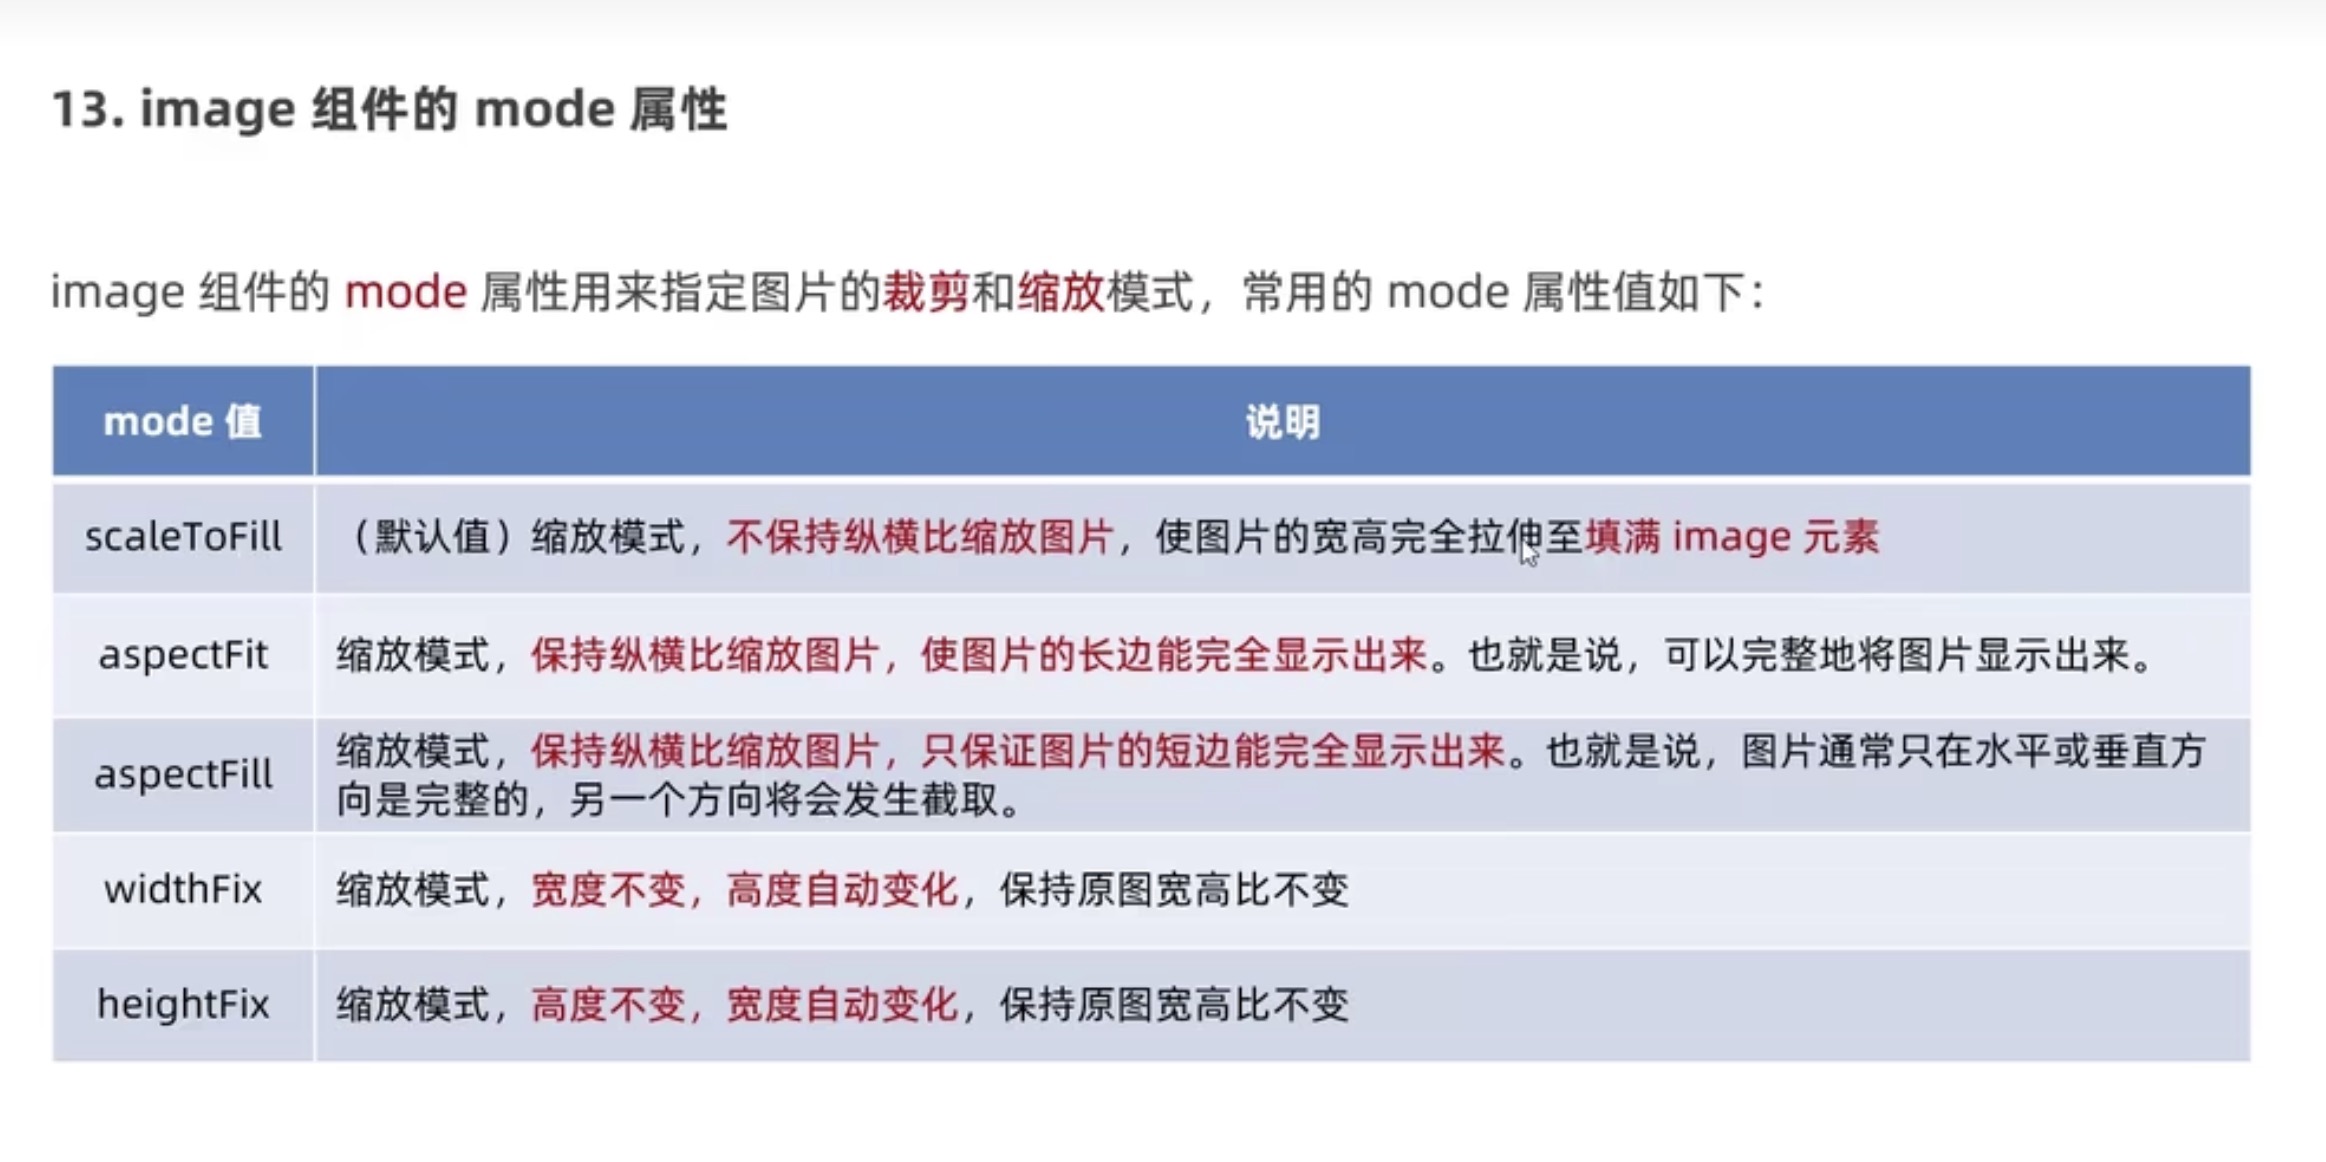 13. image 组件的 mode 属性
image 组件的 mode 属性用来指定图片的裁剪和缩放模式，常用的 mode 属性值如下：
mode 值 说明
scaleToFill （默认值）缩放模式，不保持纵横比缩放图片，使图片的宽高完全拉伸至填满 image 元素
aspectFit 缩放模式，保持纵横比缩放图片，使图片的长边能完全显示出来。也就是说，可以完整地将图片显示出来。
aspectFill 缩放模式，保持纵横比缩放图片，只保证图片的短边能完全显示出来。也就是说，图片通常只在水平或垂直方
向是完整的，另一个方向将会发生截取。
widthFix 缩放模式，宽度不变，高度自动变化，保持原图宽高比不变
heightFix 缩放模式，高度不变，宽度自动变化，保持原图宽高比不变